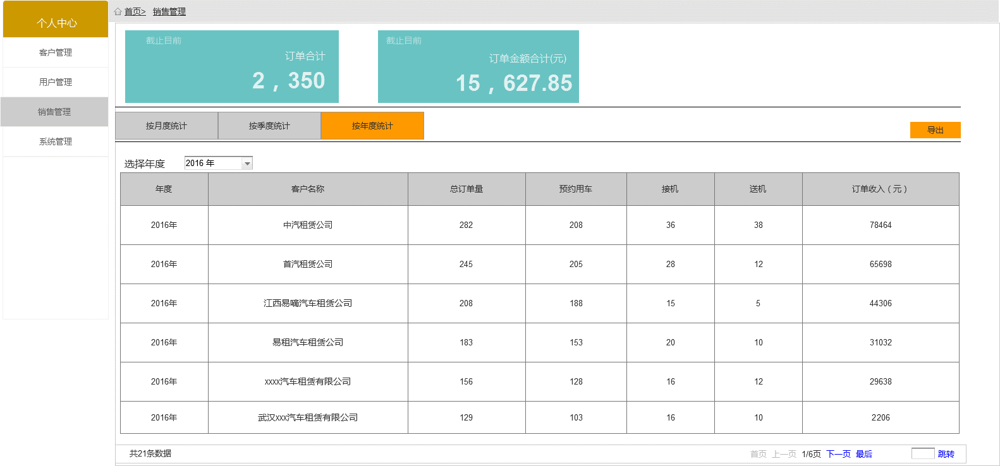 个人中心
客户管理
用户管理
销售管理
系统管理
首页> 销售管理
截止目前
订单合计
2，350
截止目前
订单金额合计(元)
15，627.85
按月度统计 按季度统计 按年度统计
导出
选择年度 2016 年
年度 客户名称 总订单量 预约用车 接机 送机 订单收入（元）
2016年 中汽租赁公司 282 208 36 38 78464
2016年 首汽租赁公司 245 205 28 12 65698
2016年 江西易嘀汽车租赁公司 208 188 15 5 44306
2016年 易租汽车租赁公司 183 153 20 10 31032
2016年 xxxx汽车租赁有限公司 156 128 16 12 29638
2016年 武汉xxx汽车租赁有限公司 129 103 16 10 2206
共21条数据 首页 上一页 1/6页 下一页 最后 跳转